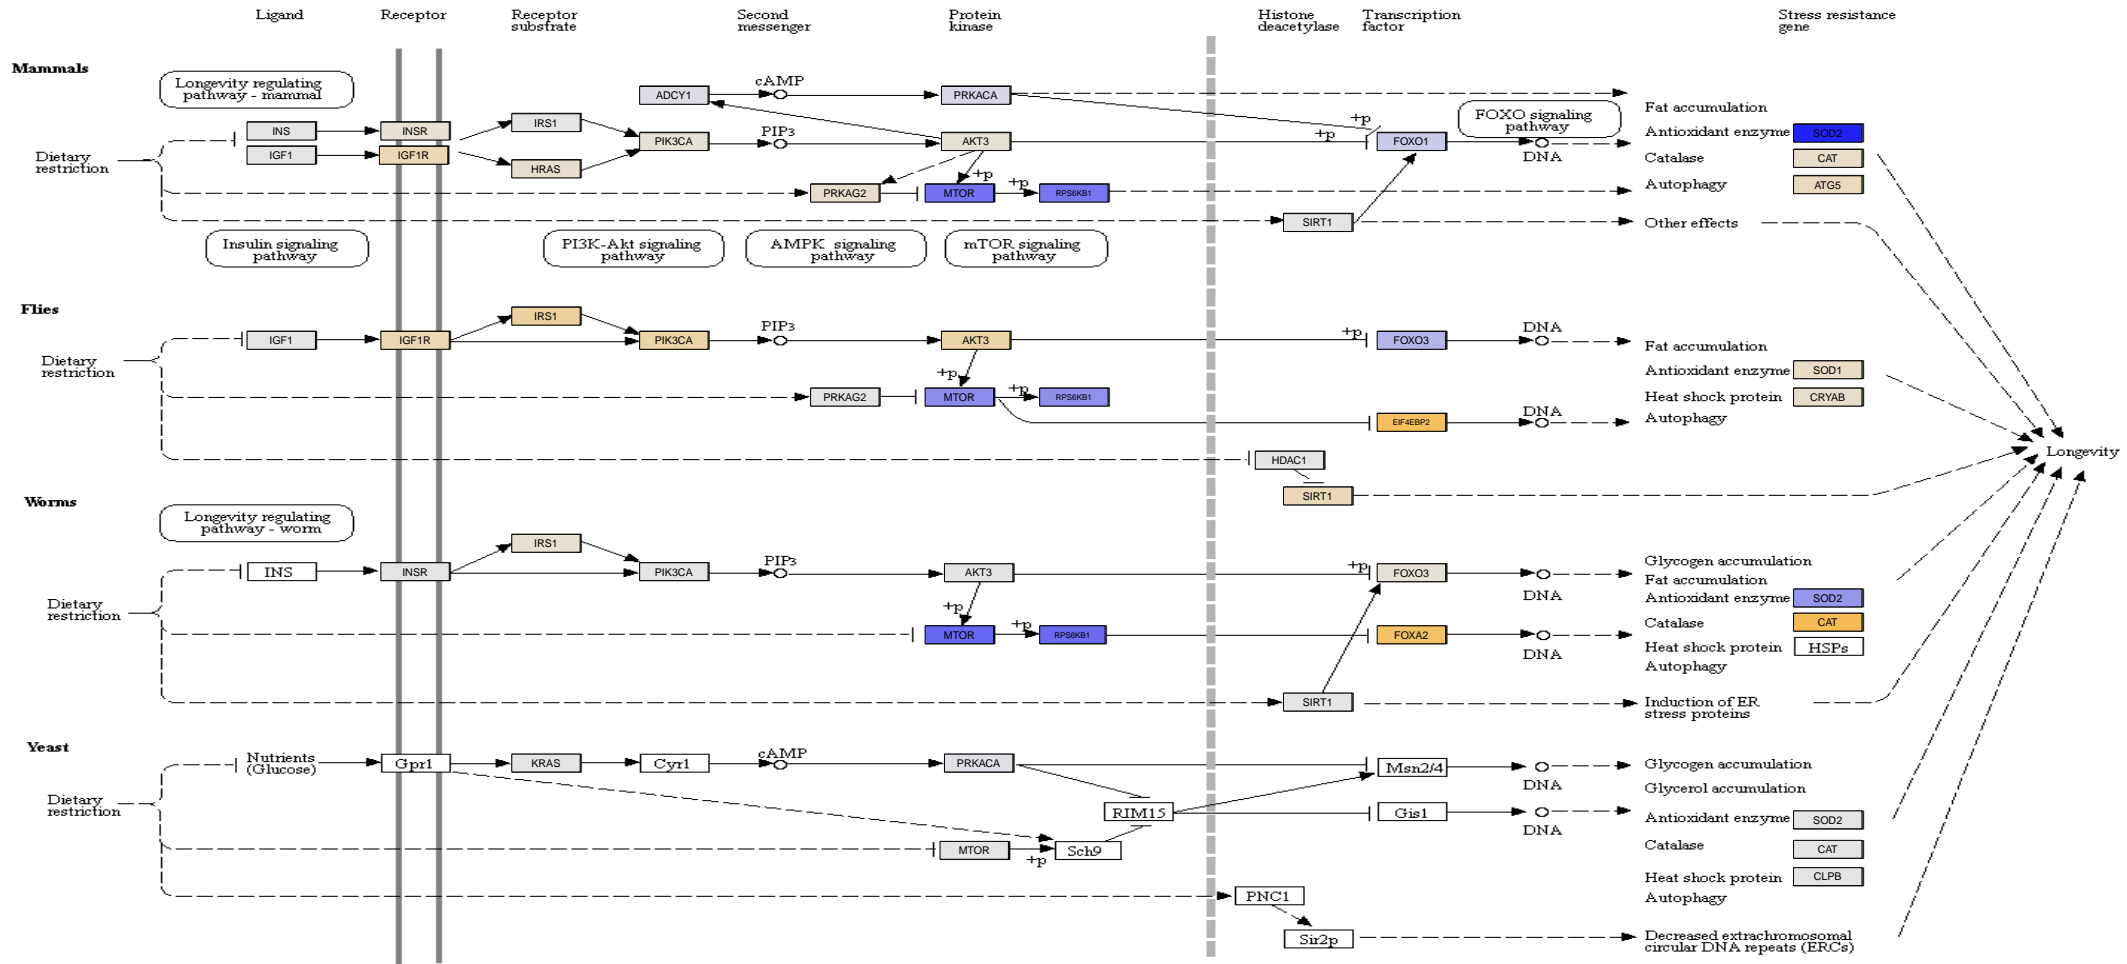 Ligand
Receptor
Receptor
substrate
Second
messenger
Protein
kinase
Histone
deacetylase
Transcription
factor
Stress resistance
gene
Mammals
Longevity regulating
pathway - mammal
ADCY1
cAMP
PRKACA
+p
FOXO signaling
pathway
Fat accumulation
INS
INSR
IRS1
PIP3
PIK3CA
AKT3
+p
FOXO1
DNA
Antioxidant enzyme
SOD2
Dietary
restriction
IGF1
IGF1R
HRAS
Catalase
CAT
+p
PRKAG2
MTOR
+p
RPS6KB1
Autophagy
ATG5
SIRT1
Other effects
Insulin signaling
pathway
PI3K-Akt signaling
pathway
AMPK signaling
pathway
mTOR signaling
pathway
Flies
IRS1
IGF1
IGF1R
PIK3CA
PIP3
AKT3
+p
FOXO3
DNA
Fat accumulation
Dietary
restriction
+p
Antioxidant enzyme
SOD1
PRKAG2
MTOR
+p
RPS6KB1
Heat shock protein
CRYAB
EIF4EBP2
DNA
Autophagy
HDAC1
SIRT1
Longevity
Worms
Longevity regulating
pathway - worm
IRS1
INS
INSR
PIK3CA
PIP3
AKT3
+p
FOXO3
DNA
Glycogen accumulation
Fat accumulation
Dietary
restriction
+p
Antioxidant enzyme
SOD2
MTOR
+p
RPS6KB1
FOXA2
DNA
Catalase
CAT
Heat shock protein
HSPs
Autophagy
SIRT1
Induction of ER
stress proteins
Yeast
Nutrients
(Glucose)
Gpr1
KRAS
Cyr1
cAMP
PRKACA
Msn2/4
DNA
Glycogen accumulation
Glycerol accumulation
Dietary
restriction
RIM15
Gis1
DNA
Antioxidant enzyme
SOD2
MTOR
+p
Sch9
Catalase
CAT
Heat shock protein
CLPB
PNC1
Autophagy
Sir2p
Decreased extrachromosomal
circular DNA repeats (ERCs)